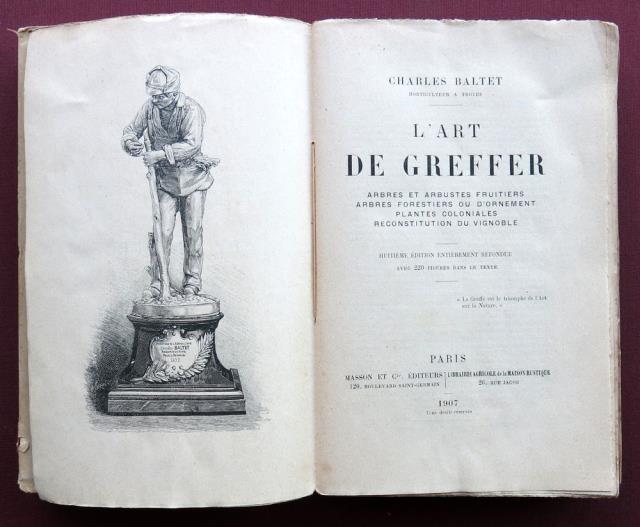 Charles BALTET
1877
CHARLES BALTET
HORTICULTEUR A TROYES
L'ART
DE GREFFER
ARBRES ET ARBUSTES FRUITIERS
ARBRES FORESTIERS OU D'ORNEMENT
PLANTES COLONIALES
RECONSTITUTION DU VIGNOBLE
HUITIÈME ÉDITION ENTIÈREMENT REFONDUE
AVEC 220 FIGURES DANS LE TEXTE
« La Greffe est le triomphe de l'Art
sur la Nature. »
PARIS
MASSON ET Cie, ÉDITEURS
120, BOULEVARD SAINT-GERMAIN
LIBRAIRIE AGRICOLE de la MAISON RUSTIQUE
26, RUE JACOB
1907
Tous droits réservés